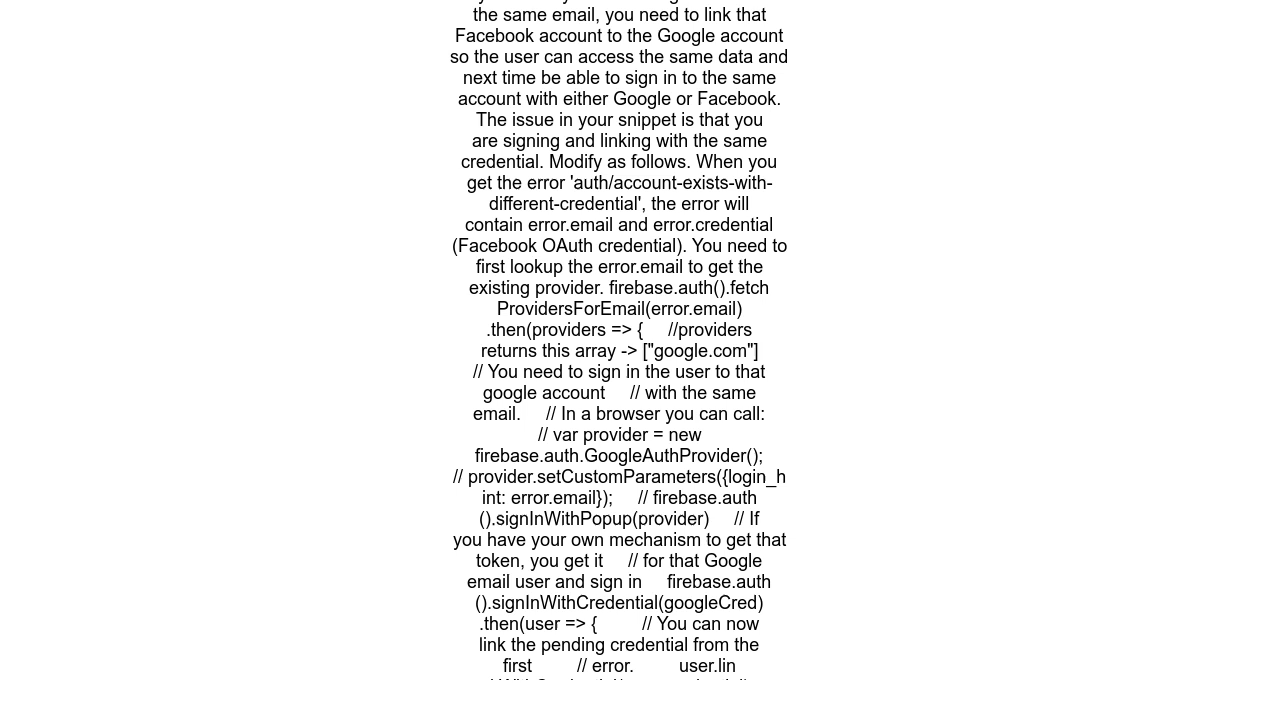 the same email, you need to link that
Facebook account to the Google account
so the user can access the same data and
next time be able to sign in to the same
account with either Google or Facebook.
The issue in your snippet is that you
are signing and linking with the same
credential. Modify as follows. When you
get the error 'auth/account-exists-with-
different-credential', the error will
contain error.email and error.credential
(Facebook OAuth credential). You need to
first lookup the error.email to get the
existing provider. firebase.auth().fetch
ProvidersForEmail(error.email)
.then(providers => {     //providers
returns this array -> ["google.com"]
// You need to sign in the user to that
google account     // with the same
email.     // In a browser you can call:
// var provider = new
firebase.auth.GoogleAuthProvider();
// provider.setCustomParameters({login_h
int: error.email});     // firebase.auth
().signInWithPopup(provider)     // If
you have your own mechanism to get that
token, you get it     // for that Google
email user and sign in     firebase.auth
().signInWithCredential(googleCred)
.then(user => {         // You can now
link the pending credential from the
first         // error.         user.lin